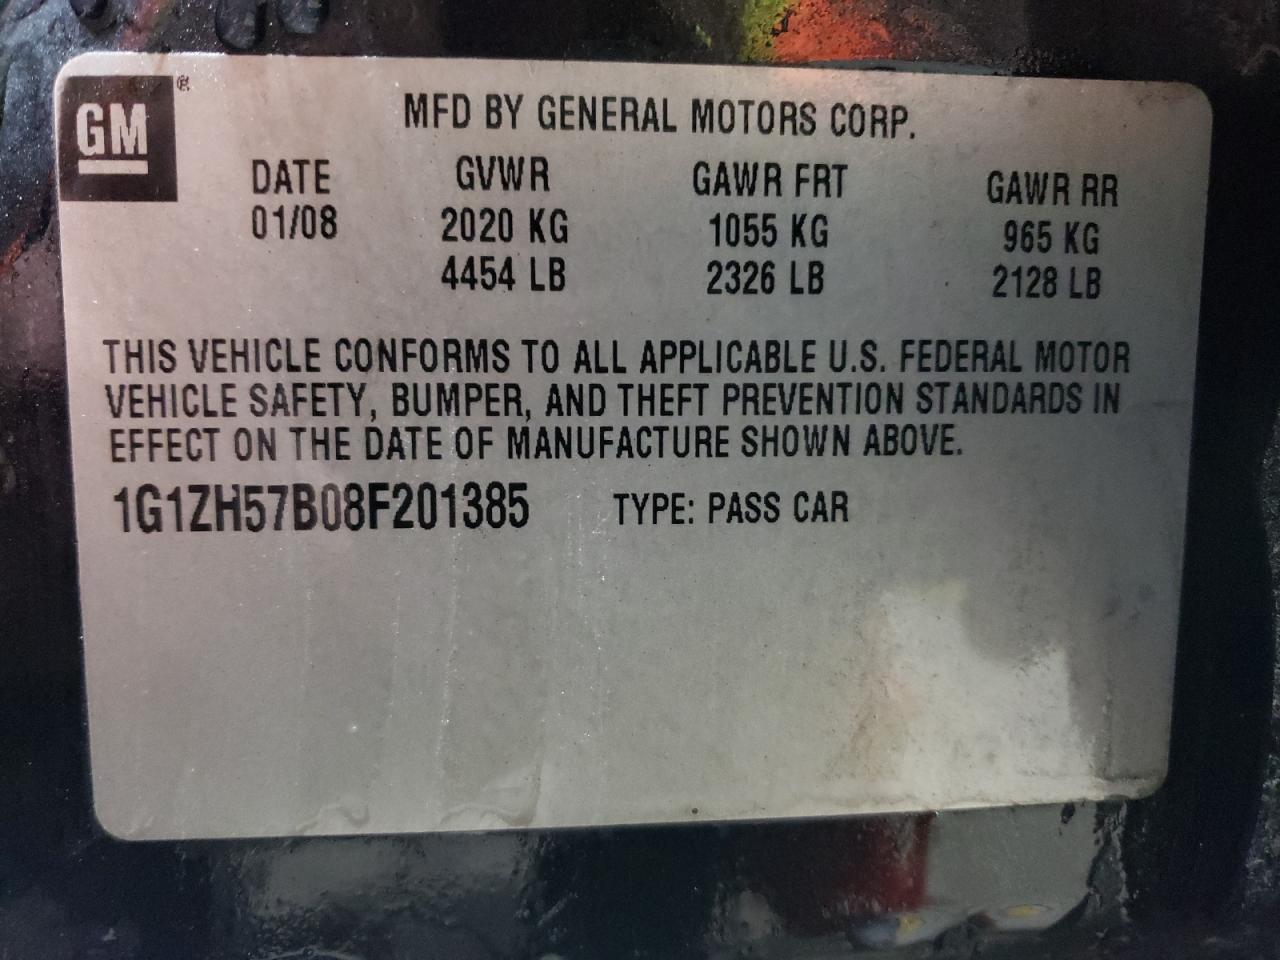 GM ®
MFD BY GENERAL MOTORS CORP.
DATE GVWR GAWR FRT GAWR RR
01/08 2020 KG 1055 KG 965 KG
4454 LB 2326 LB 2128 LB
THIS VEHICLE CONFORMS TO ALL APPLICABLE U.S. FEDERAL MOTOR
VEHICLE SAFETY, BUMPER, AND THEFT PREVENTION STANDARDS IN
EFFECT ON THE DATE OF MANUFACTURE SHOWN ABOVE.
1G1ZH57B08F201385 TYPE: PASS CAR